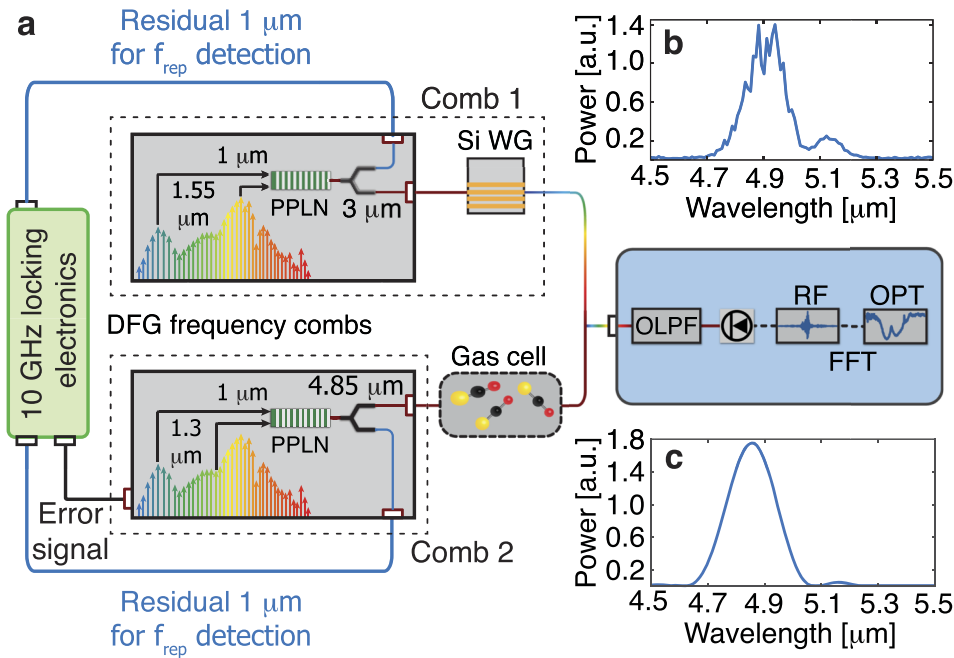 a
Residual 1 μm
for f_rep detection
Comb 1
1 μm
1.55
μm
PPLN
3 μm
Si WG
10 GHz locking
electronics
DFG frequency combs
4.85 μm
1 μm
1.3
μm
PPLN
Gas cell
Error
signal
Comb 2
Residual 1 μm
for f_rep detection
b
Power [a.u.]
1.4
1.0
0.6
0.2
4.5 4.7 4.9 5.1 5.3 5.5
Wavelength [μm]
RF
OPT
OLPF
FFT
c
Power [a.u.]
1.8
1.4
1.0
0.6
0.2
4.5 4.7 4.9 5.1 5.3 5.5
Wavelength [μm]